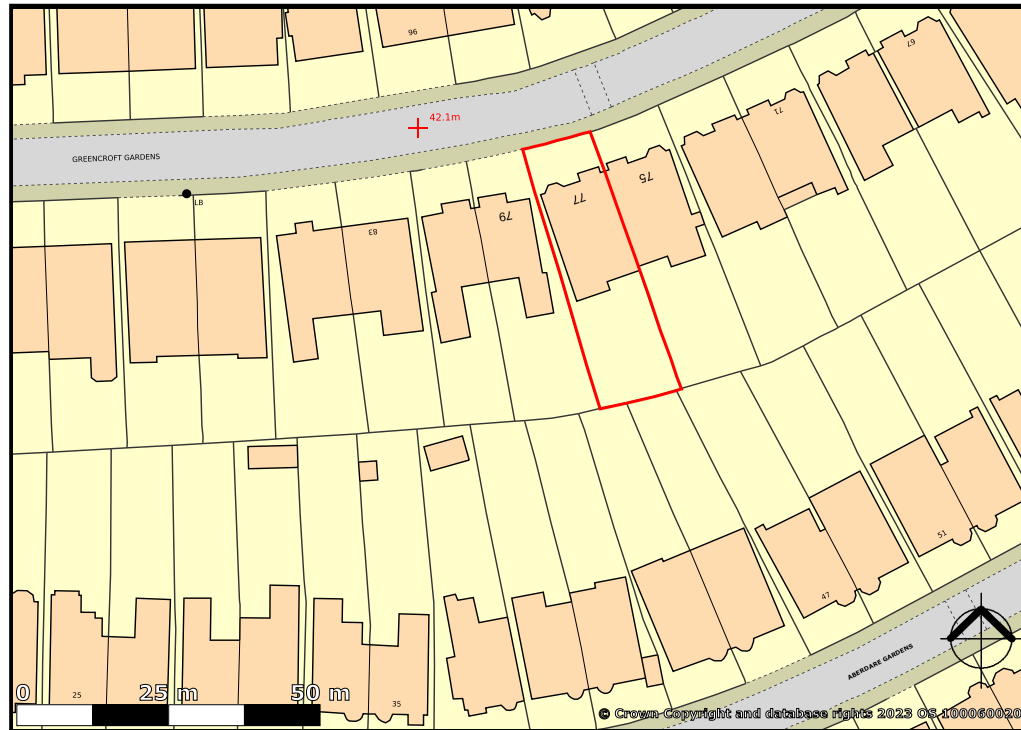 96
67
42.1m
71
GREENCROFT GARDENS
75
77
LB
79
83
51
47
ABERDARE GARDENS
25
35
0 25 m 50 m
© Crown Copyright and database rights 2023 OS 100060020